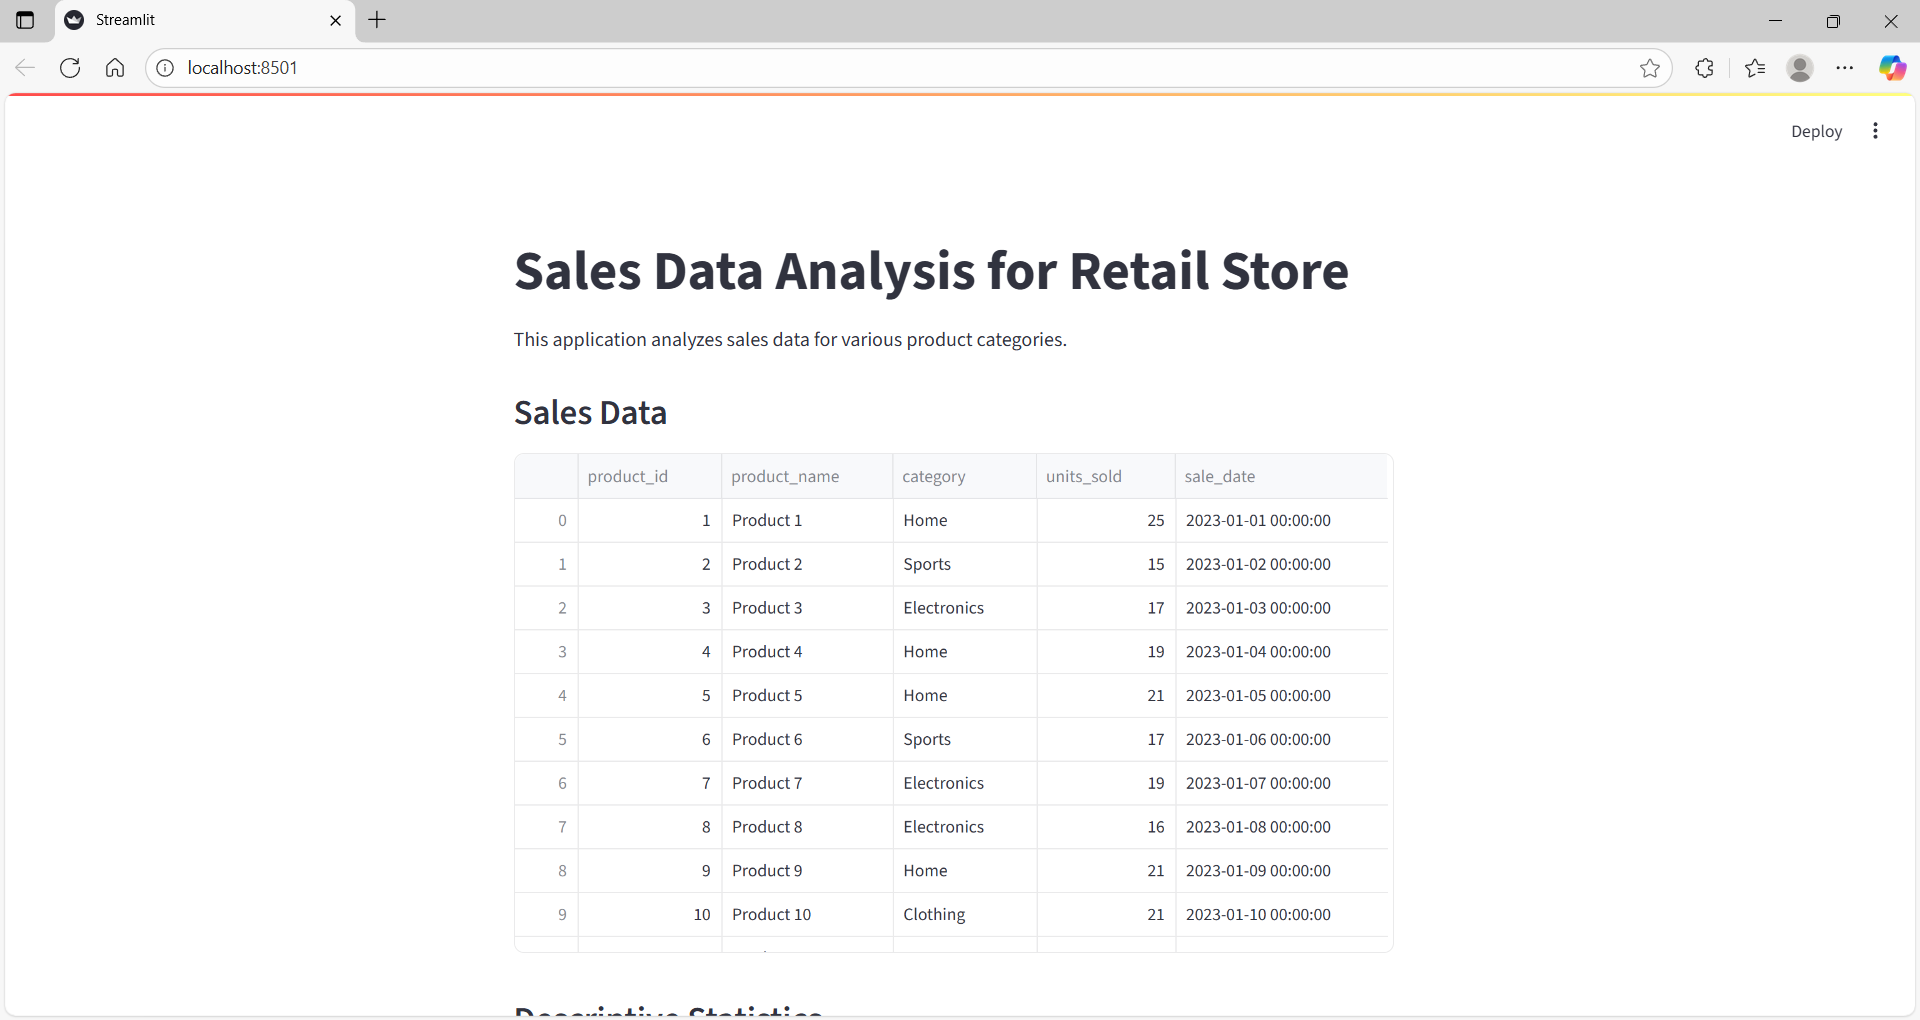 Streamlit
localhost:8501
Deploy
Sales Data Analysis for Retail Store
This application analyzes sales data for various product categories.
Sales Data
product_id product_name category units_sold sale_date
0 1 Product 1 Home 25 2023-01-01 00:00:00
1 2 Product 2 Sports 15 2023-01-02 00:00:00
2 3 Product 3 Electronics 17 2023-01-03 00:00:00
3 4 Product 4 Home 19 2023-01-04 00:00:00
4 5 Product 5 Home 21 2023-01-05 00:00:00
5 6 Product 6 Sports 17 2023-01-06 00:00:00
6 7 Product 7 Electronics 19 2023-01-07 00:00:00
7 8 Product 8 Electronics 16 2023-01-08 00:00:00
8 9 Product 9 Home 21 2023-01-09 00:00:00
9 10 Product 10 Clothing 21 2023-01-10 00:00:00
Descriptive Statistics